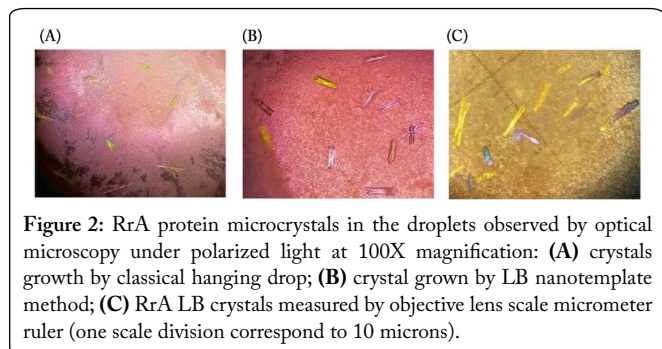 (A) (B) (C)
Figure 2: RrA protein microcrystals in the droplets observed by optical
microscopy under polarized light at 100X magnification: (A) crystals
growth by classical hanging drop; (B) crystal grown by LB nanotemplate
method; (C) RrA LB crystals measured by objective lens scale micrometer
ruler (one scale division correspond to 10 microns).